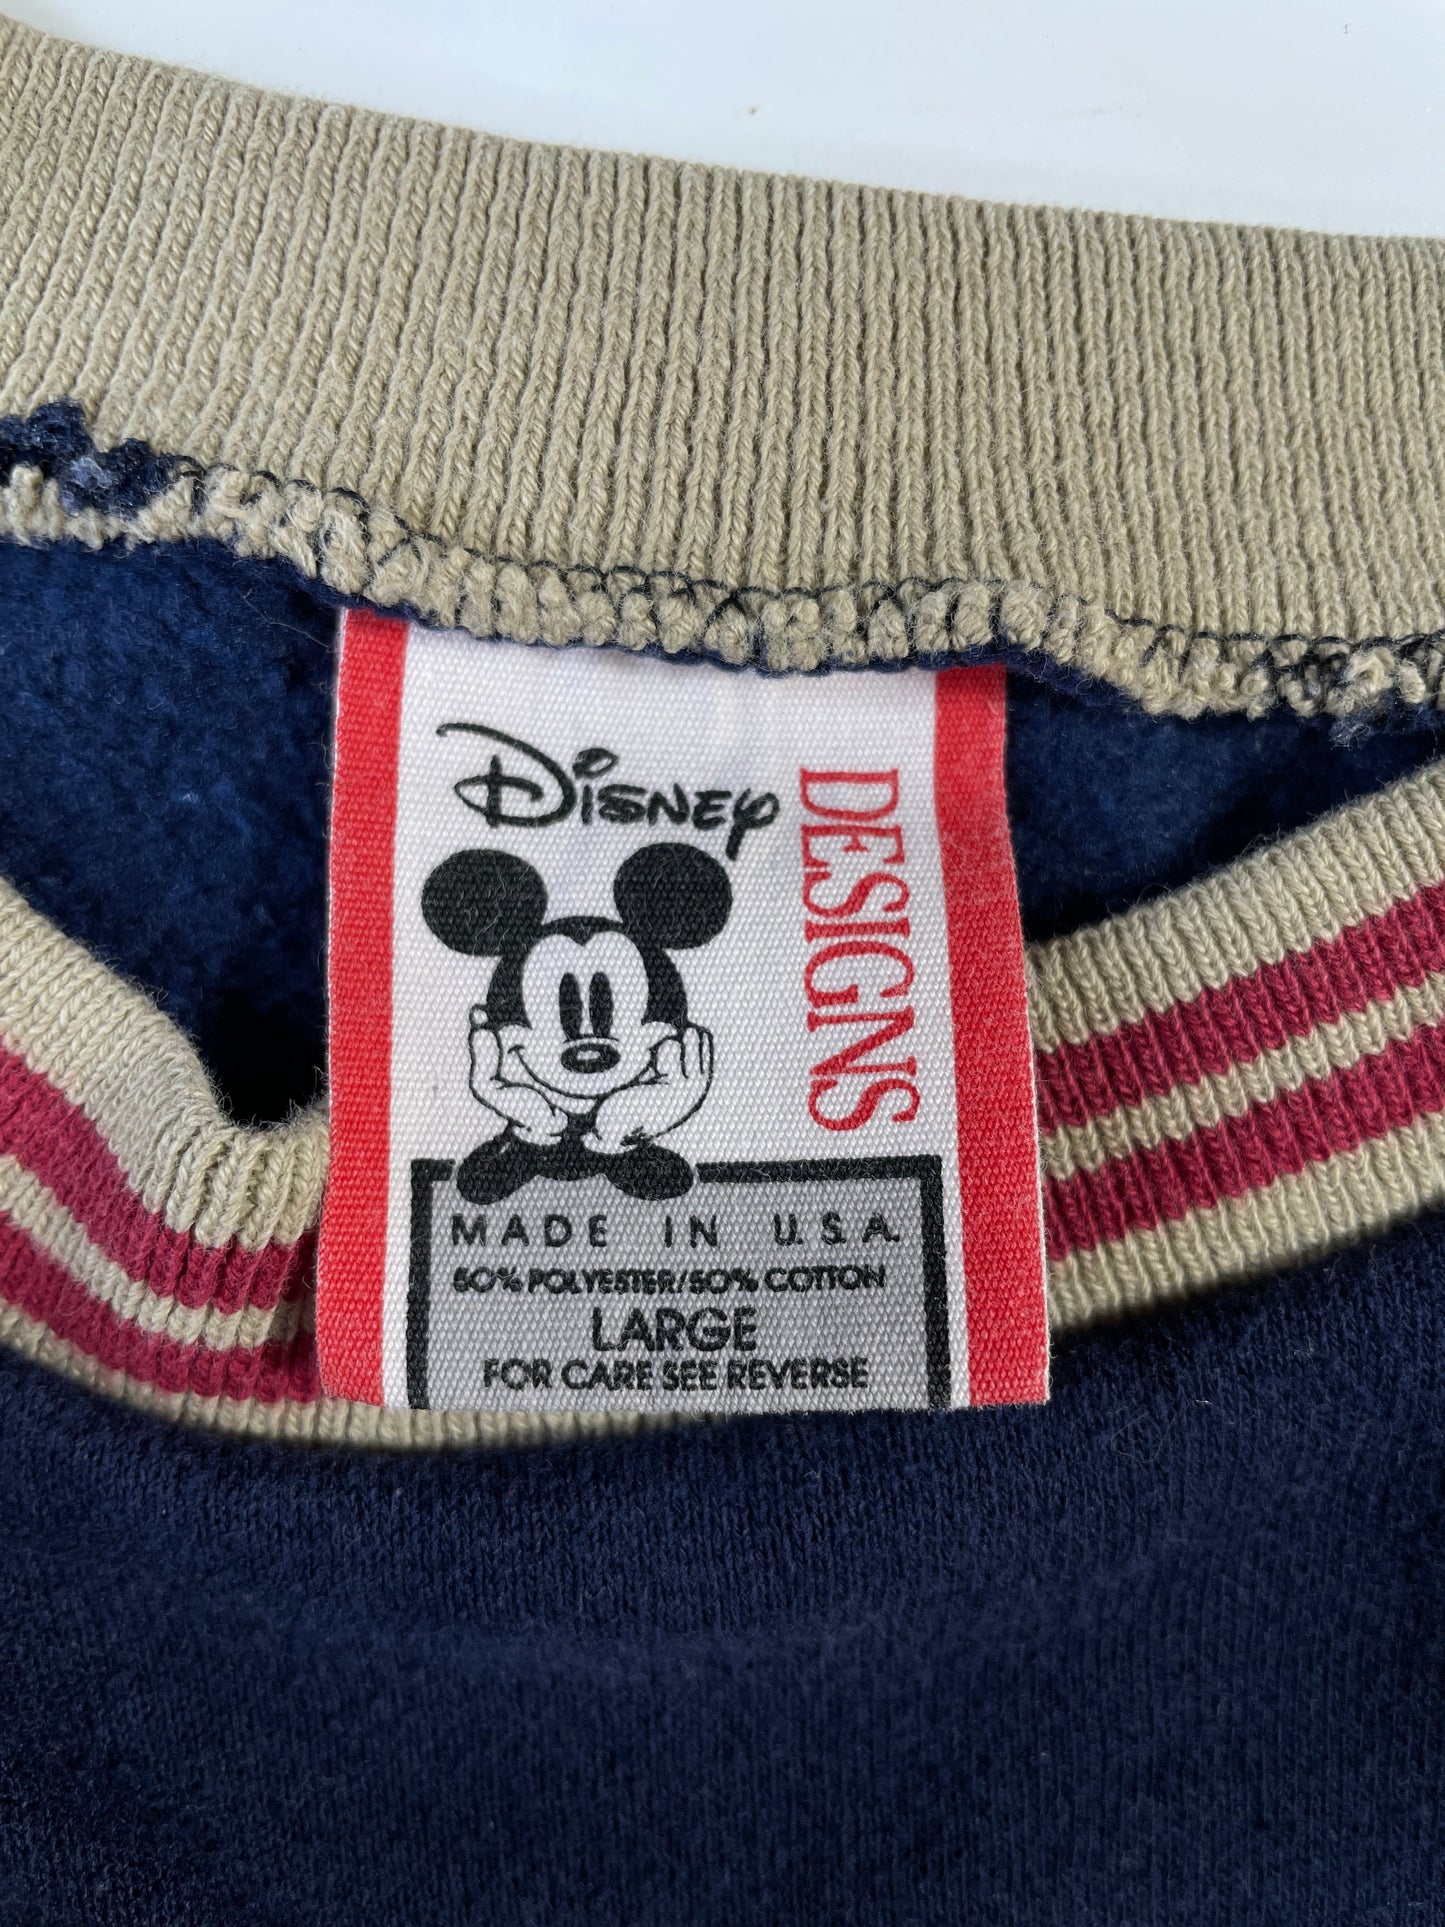 Disney
DESIGNS
MADE IN U.S.A.
50% POLYESTER/50% COTTON
LARGE
FOR CARE SEE REVERSE